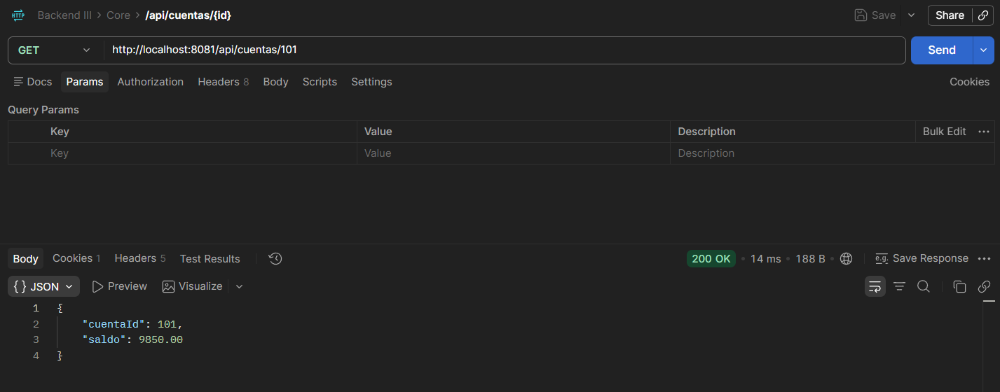 HTTP Backend III > Core > /api/cuentas/{id} Save Share
GET http://localhost:8081/api/cuentas/101 Send
Docs Params Authorization Headers 8 Body Scripts Settings Cookies
Query Params
Key Value Description Bulk Edit ...
Key Value Description
Body Cookies 1 Headers 5 Test Results 200 OK • 14 ms • 188 B • e.g. Save Response ...
{} JSON Preview Visualize
1 {
2 "cuentaId": 101,
3 "saldo": 9850.00
4 }